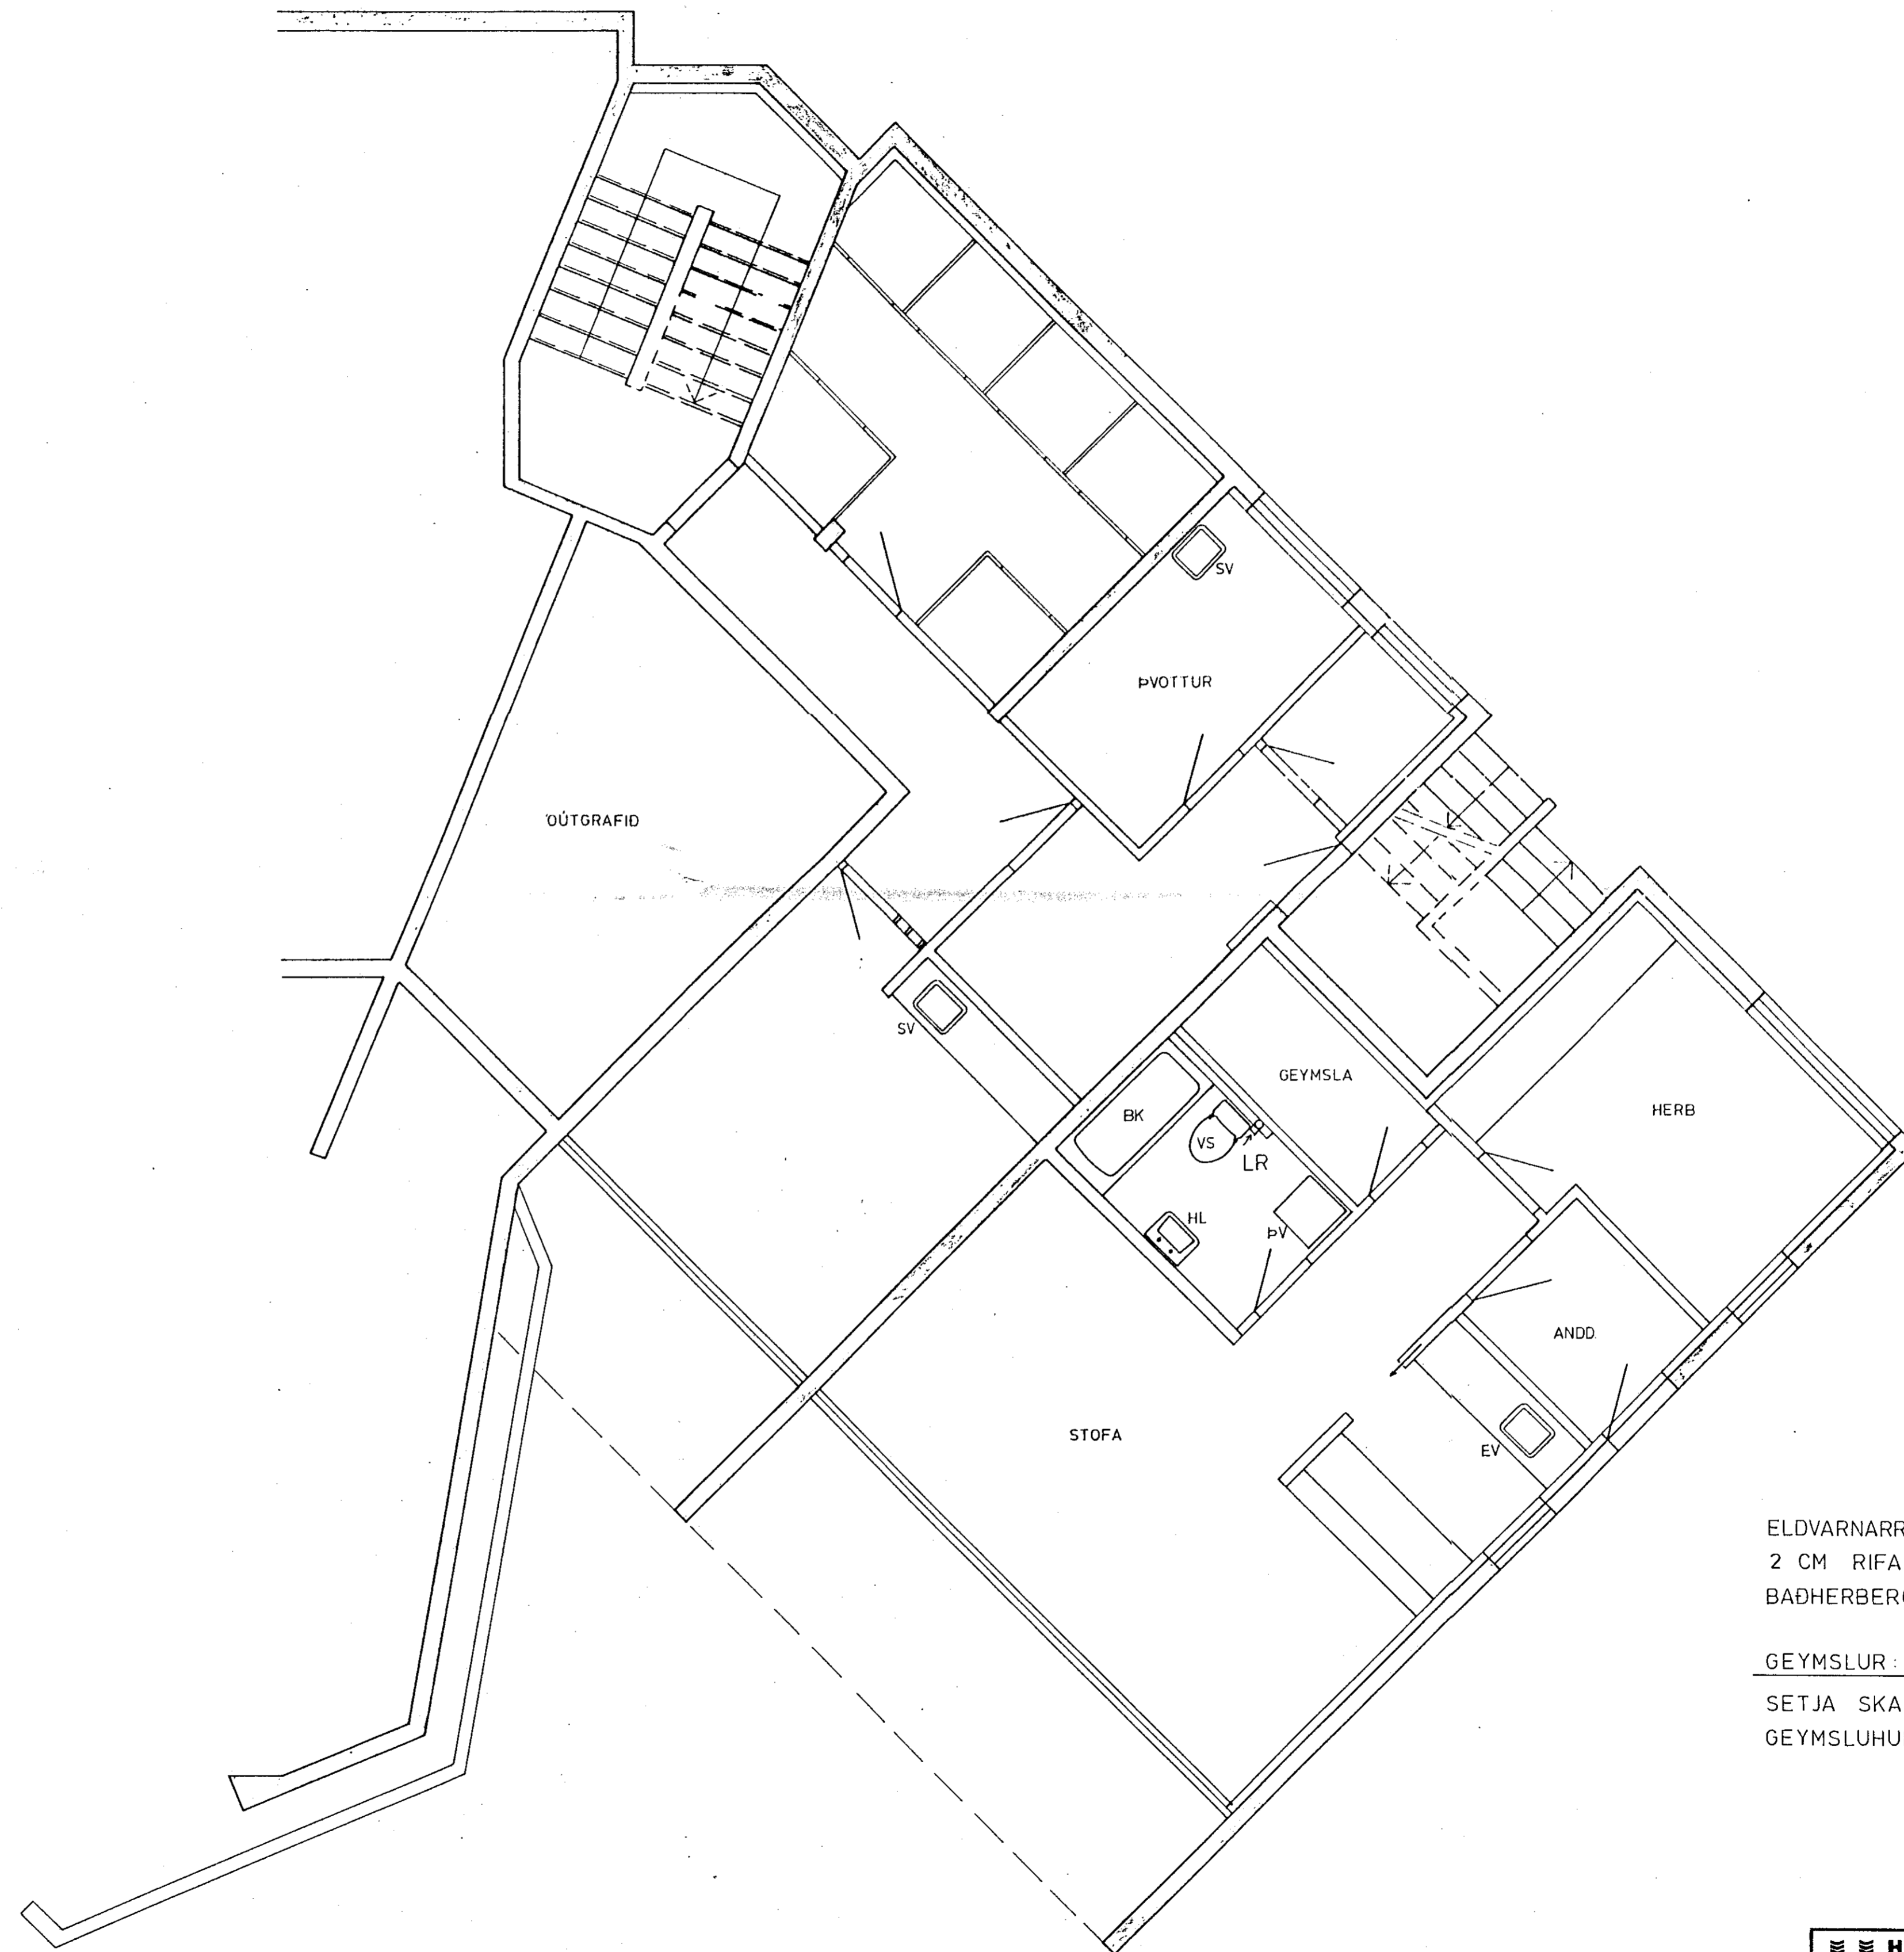 SV
ÞVOTTUR
ÓÚTGRAFIÐ
SV
GEYMSLA
HERB
BK
VS
LR
HL
ÞV
ANDD.
STOFA
EV
ELDVARNARR
2 CM RIFA
BAÐHERBER
GEYMSLUR:
SETJA SKA
GEYMSLUHU
H